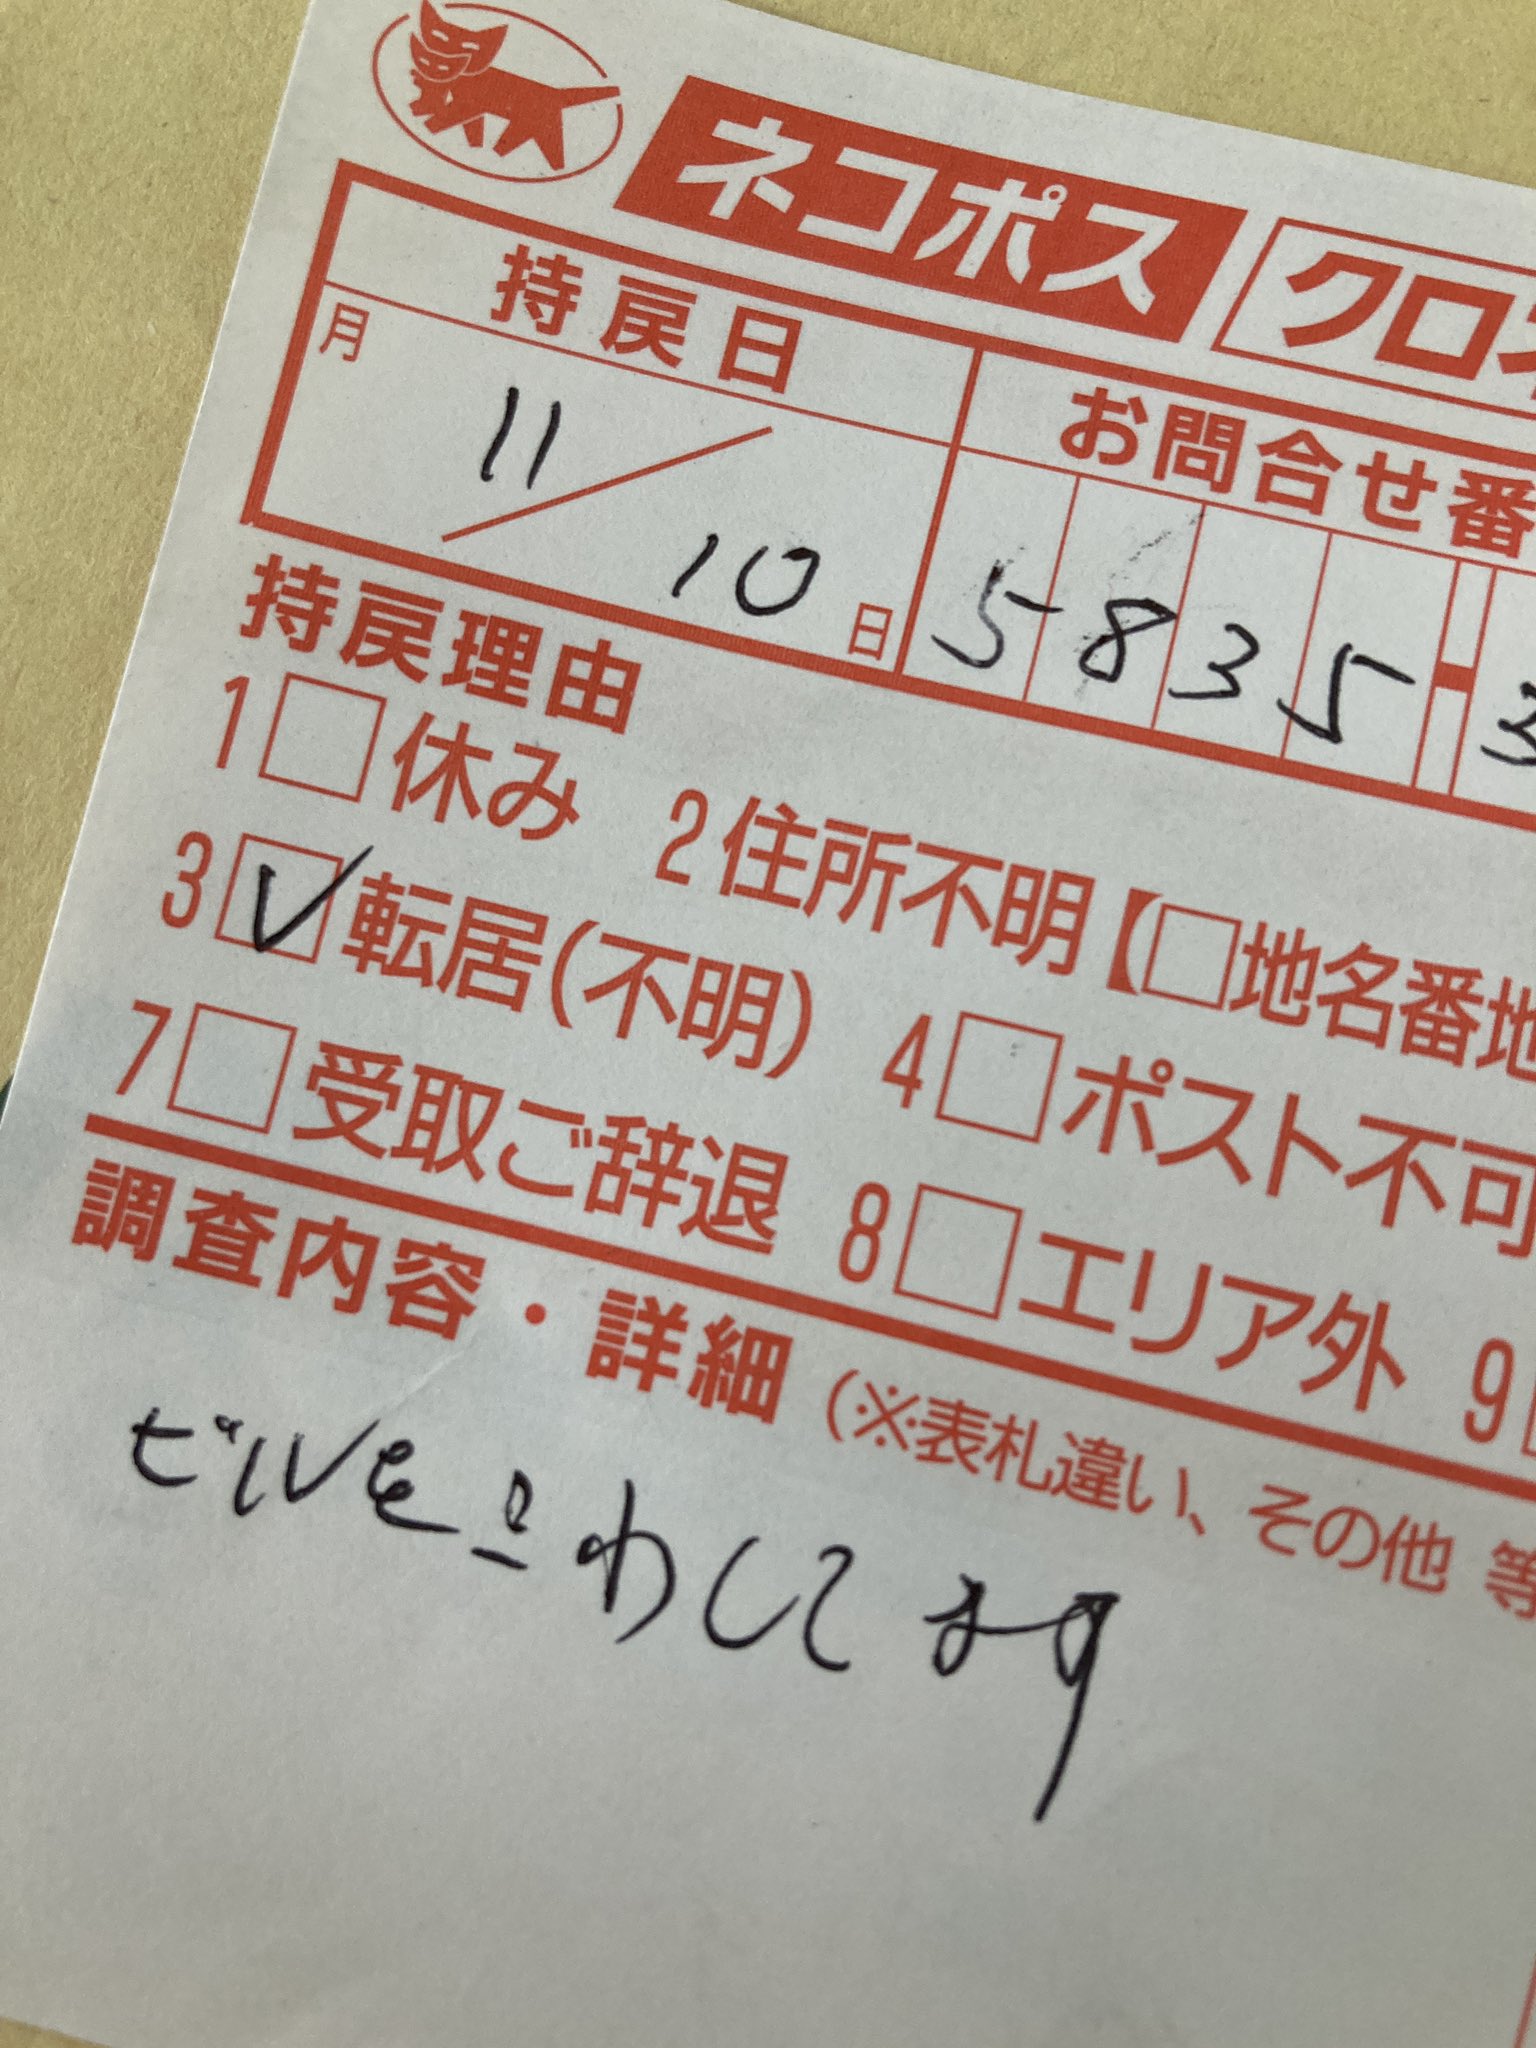 ネコポス クロネ
持戻日 お問合せ番
月 11/10 日 5835-3
持戻理由
1□休み 2住所不明【□地名番地
3☑転居(不明) 4□ポスト不可
7□受取ご辞退 8□エリア外 9
調査内容・詳細(※表札違い、その他 等
ビルをこわしてます